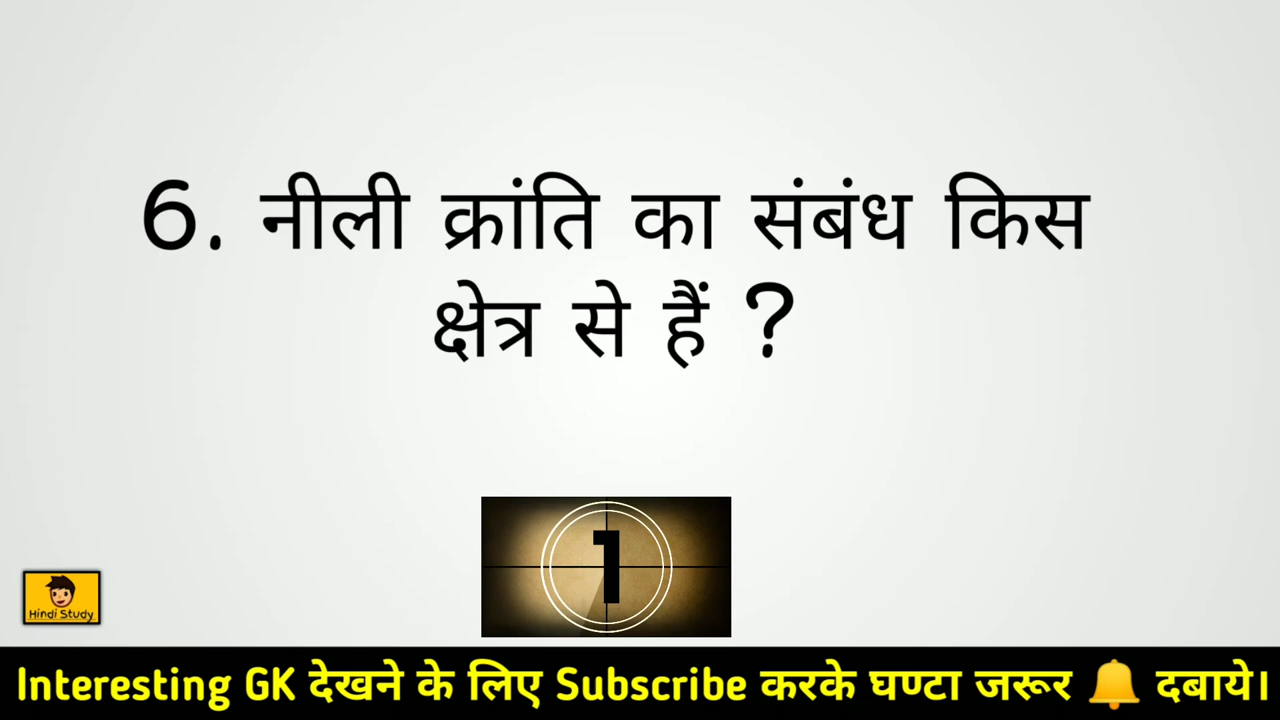 6. नीली क्रांति का संबंध किस
क्षेत्र से हैं ?
1
Hindi Study
Interesting GK देखने के लिए Subscribe करके घण्टा जरूर 🔔 दबाये।